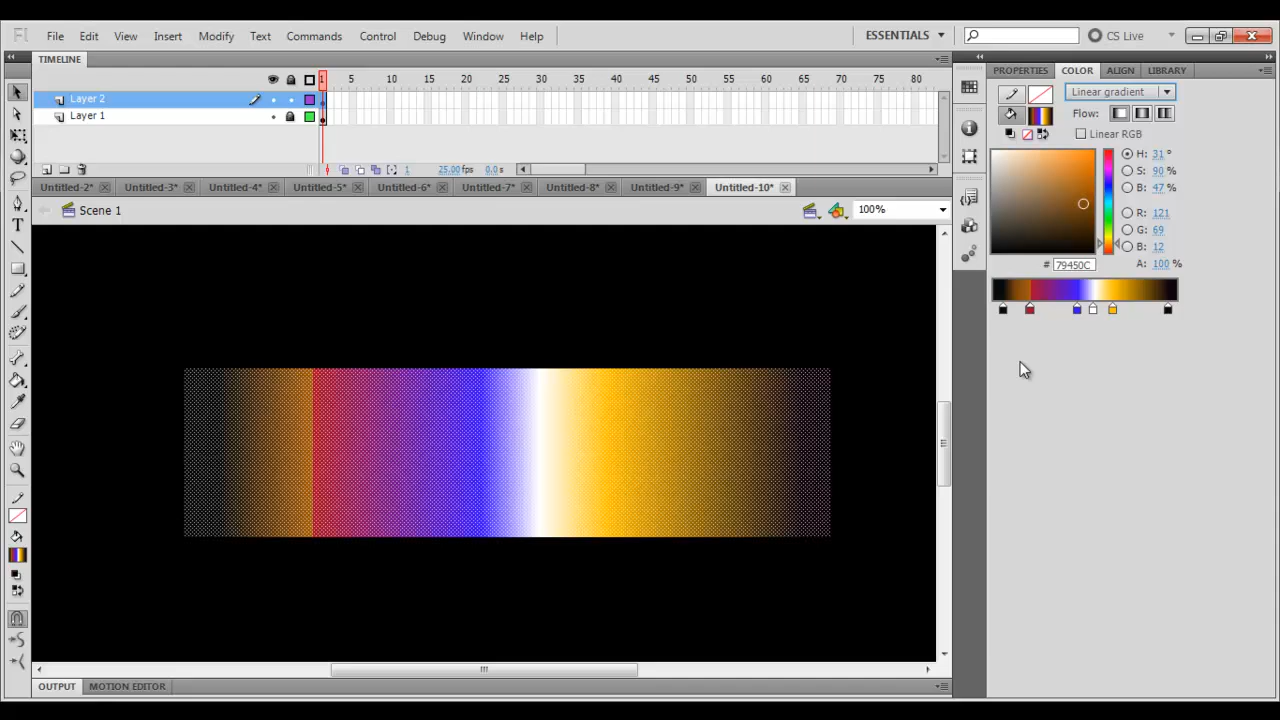 Fl File Edit View Insert Modify Text Commands Control Debug Window Help ESSENTIALS CS Live
TIMELINE
1 5 10 15 20 25 30 35 40 45 50 55 60 65 70 75 80
Layer 2
Layer 1
1 25.00fps 0.0s
Untitled-2* Untitled-3* Untitled-4* Untitled-5* Untitled-6* Untitled-7* Untitled-8* Untitled-9* Untitled-10*
Scene 1 100%
OUTPUT MOTION EDITOR
PROPERTIES COLOR ALIGN LIBRARY
Linear gradient
Flow:
Linear RGB
H: 31 °
S: 90 %
B: 47 %
R: 121
G: 69
B: 12
# 79450C A: 100 %